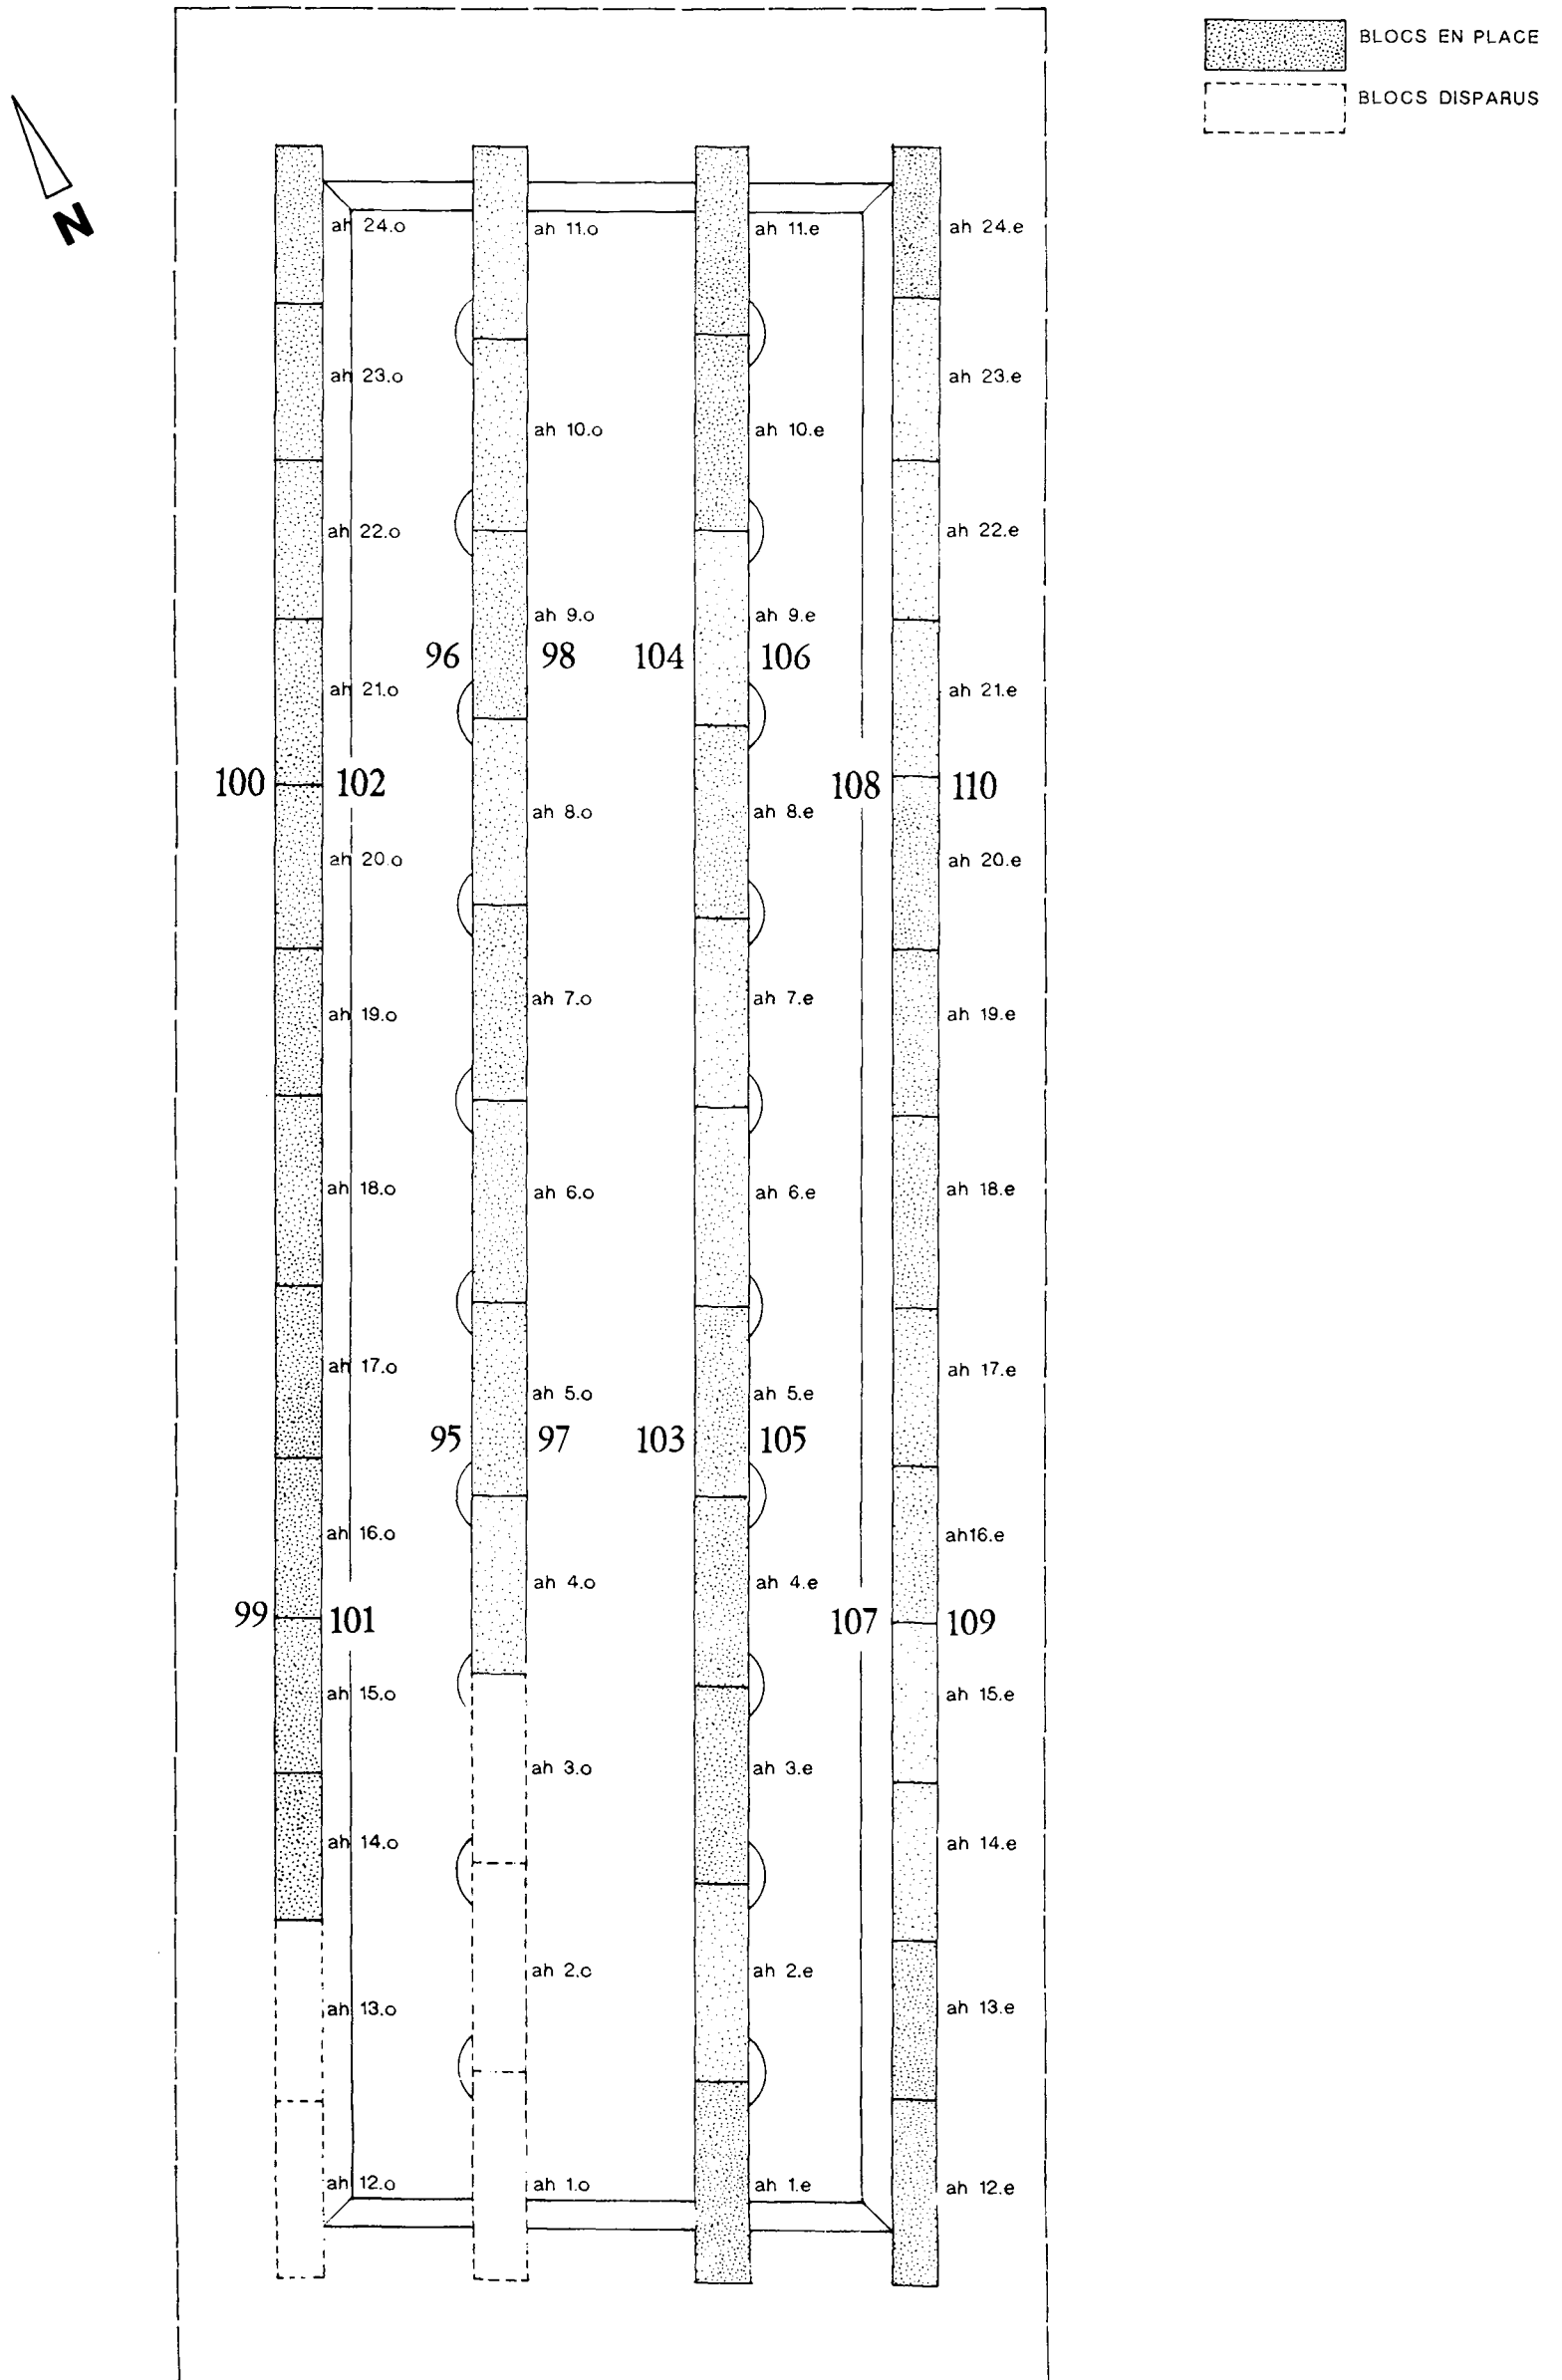 BLOCS EN PLACE
BLOCS DISPARUS
N
ah 24.o ah 11.o ah 11.e ah 24.e
ah 23.o ah 23.e
ah 10.o ah 10.e
ah 22.o ah 22.e
ah 9.o ah 9.e
96 98 104 106
ah 21.o ah 21.e
100 102 108 110
ah 8.o ah 8.e
ah 20.o ah 20.e
ah 7.o ah 7.e
ah 19.o ah 19.e
ah 18.o ah 6.o ah 6.e ah 18.e
ah 17.o ah 17.e
ah 5.o ah 5.e
95 97 103 105
ah 16.o ah16.e
ah 4.o ah 4.e
99 101 107 109
ah 15.o ah 15.e
ah 3.o ah 3.e
ah 14.o ah 14.e
ah 2.c ah 2.e
ah 13.o ah 13.e
ah 12.o ah 1.o ah 1.e ah 12.e